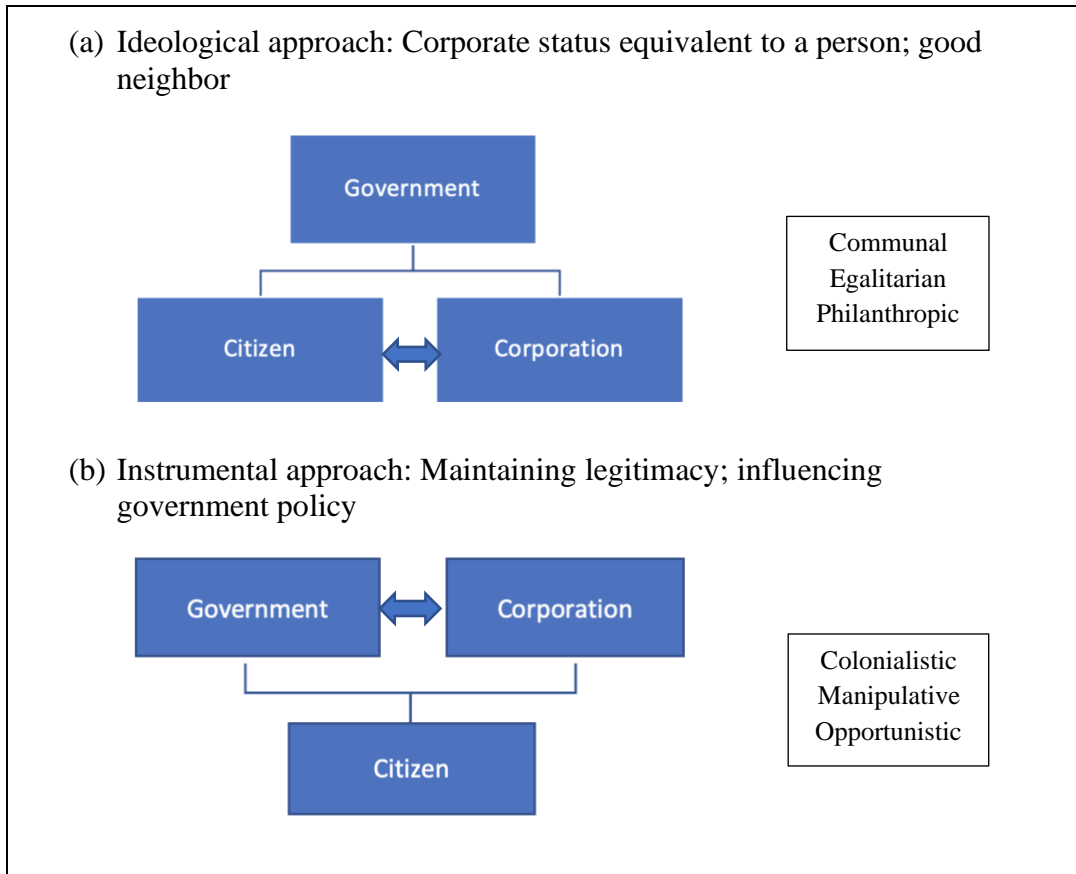 (a) Ideological approach: Corporate status equivalent to a person; good
neighbor
Government
Citizen
Corporation
Communal
Egalitarian
Philanthropic
(b) Instrumental approach: Maintaining legitimacy; influencing
government policy
Government
Corporation
Citizen
Colonialistic
Manipulative
Opportunistic